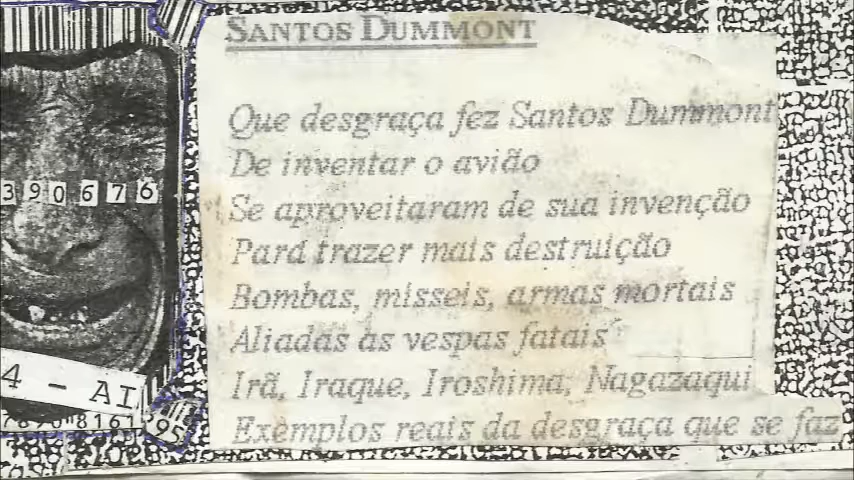 SANTOS DUMMONT
Que desgraça fez Santos Dummont
De inventar o avião
Se aproveitaram de sua invenção
Para trazer mais destruição
Bombas, misseis, armas mortais
Aliadas às vespas fatais
Irã, Iraque, Iroshima, Nagazaqui
Exemplos reais da desgraça que se faz
390676
4 - AI
8167
95